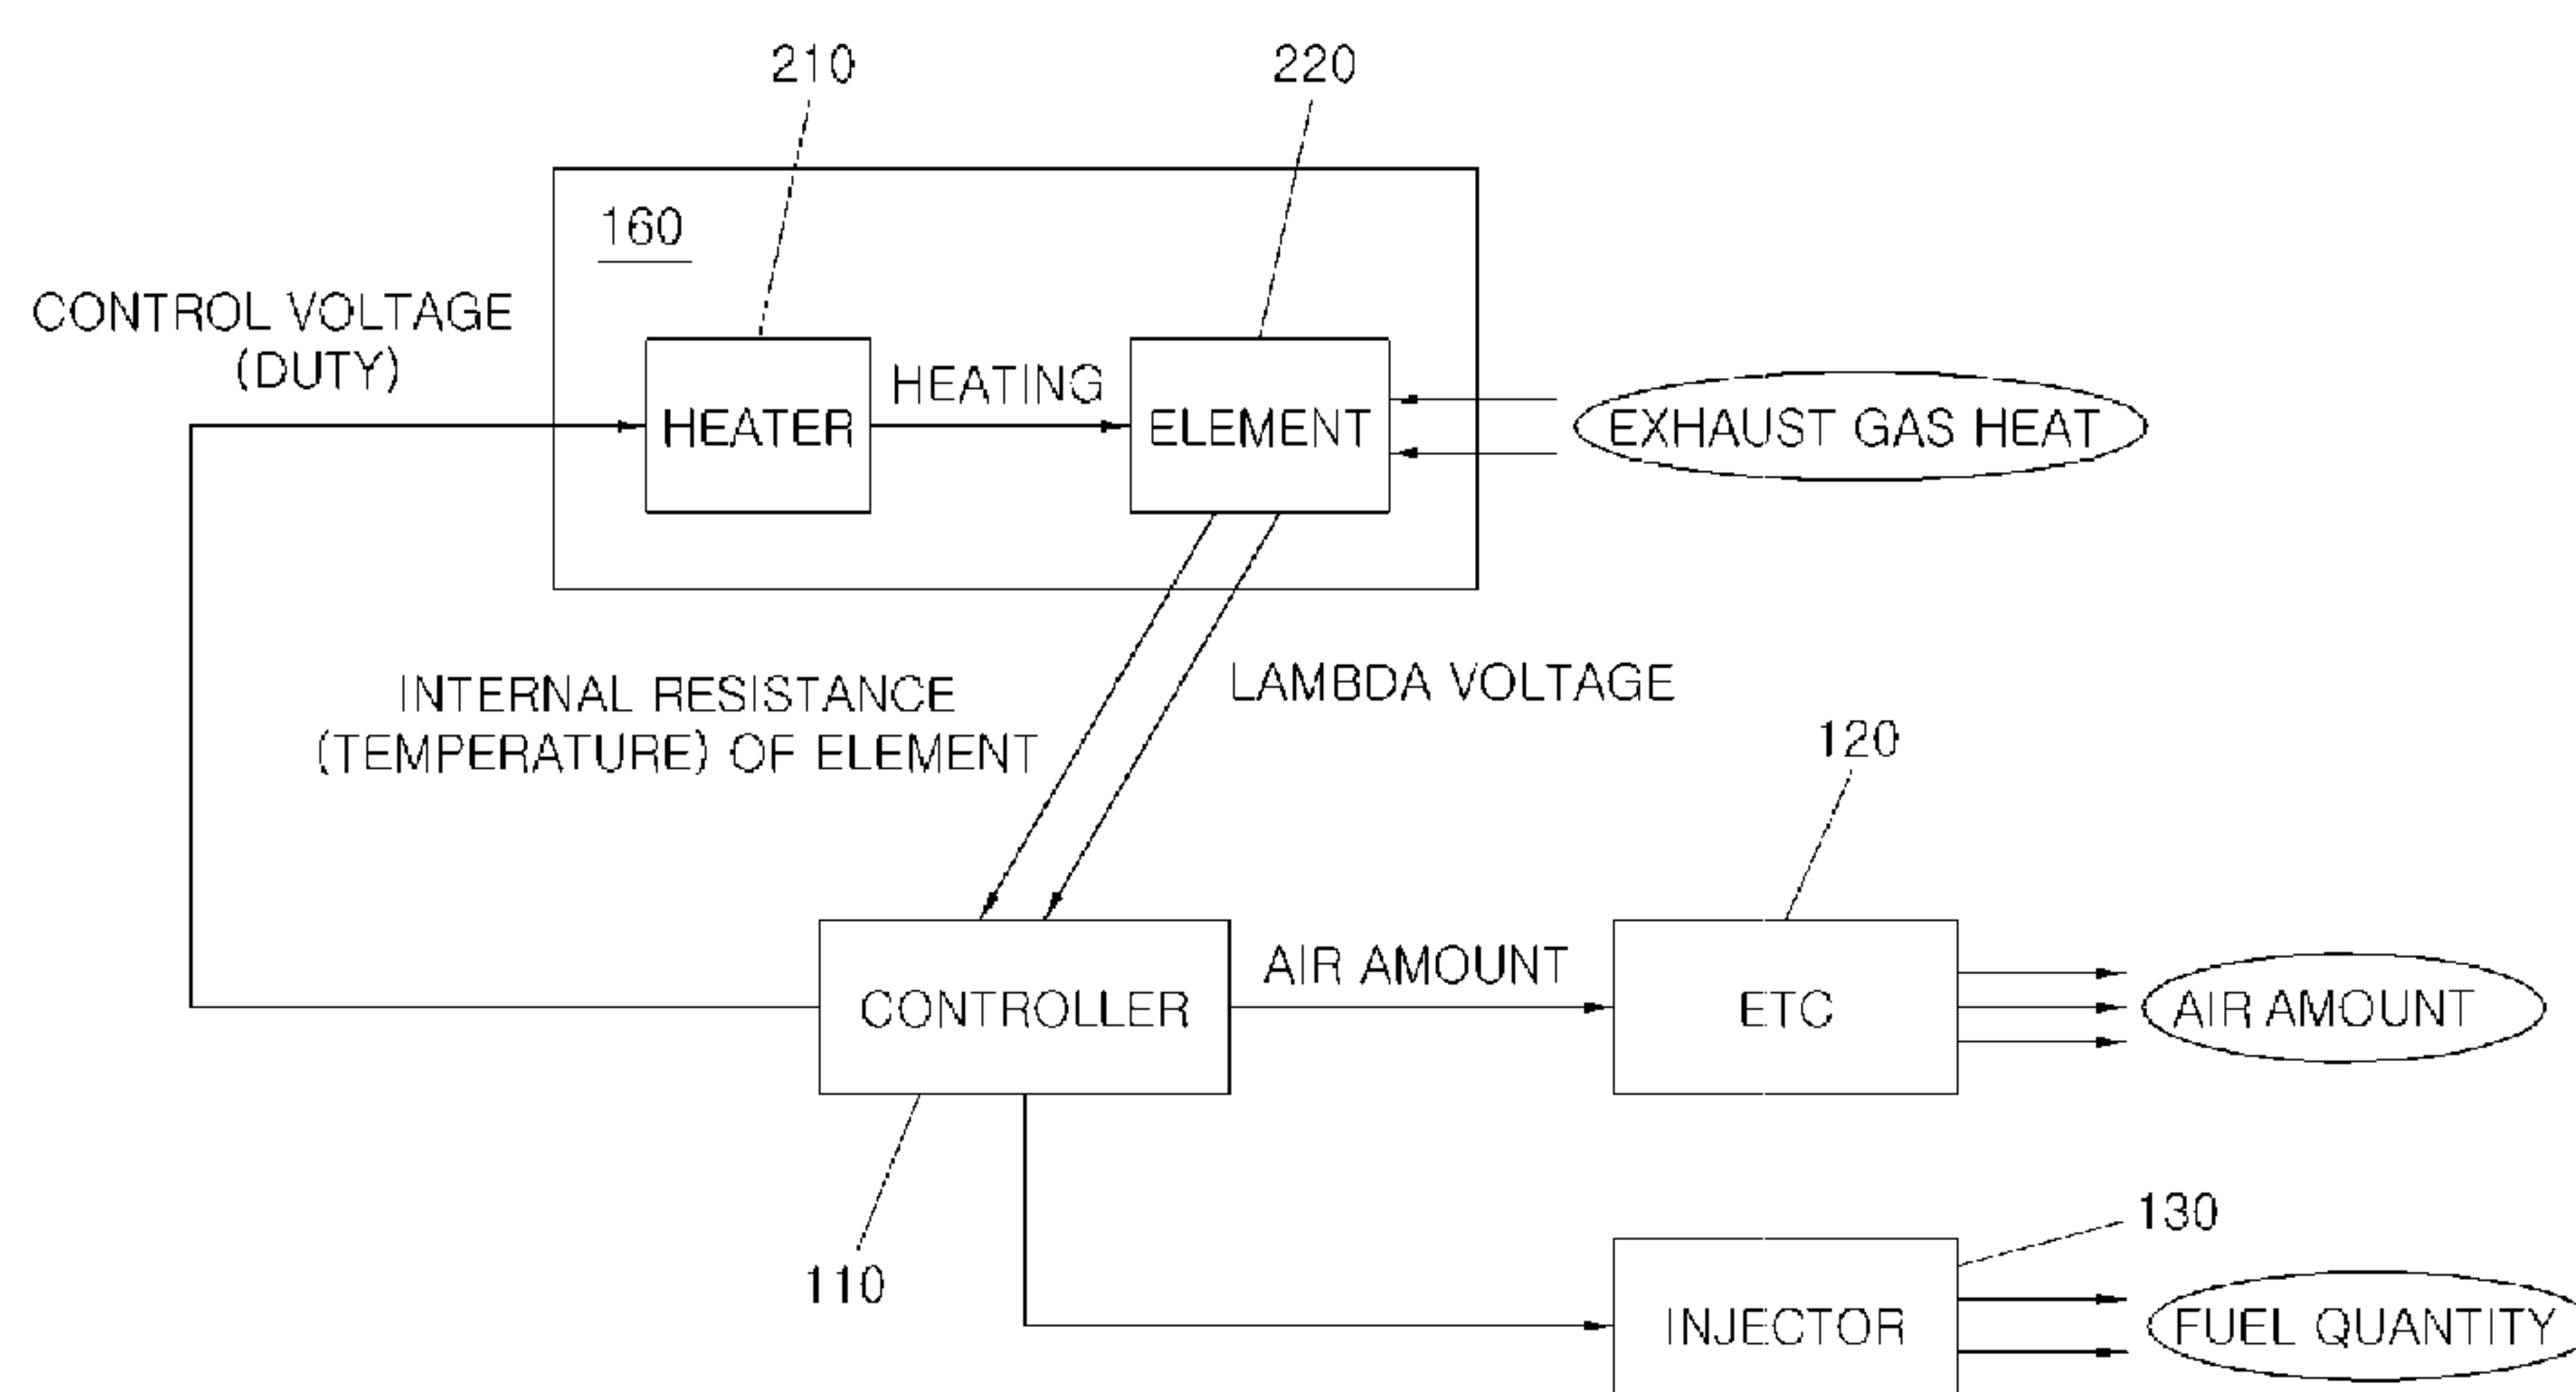 210
220
160
CONTROL VOLTAGE
(DUTY)
HEATING
HEATER
ELEMENT
EXHAUST GAS HEAT
INTERNAL RESISTANCE
(TEMPERATURE) OF ELEMENT
LAMBDA VOLTAGE
120
AIR AMOUNT
CONTROLLER
ETC
AIR AMOUNT
130
110
INJECTOR
FUEL QUANTITY